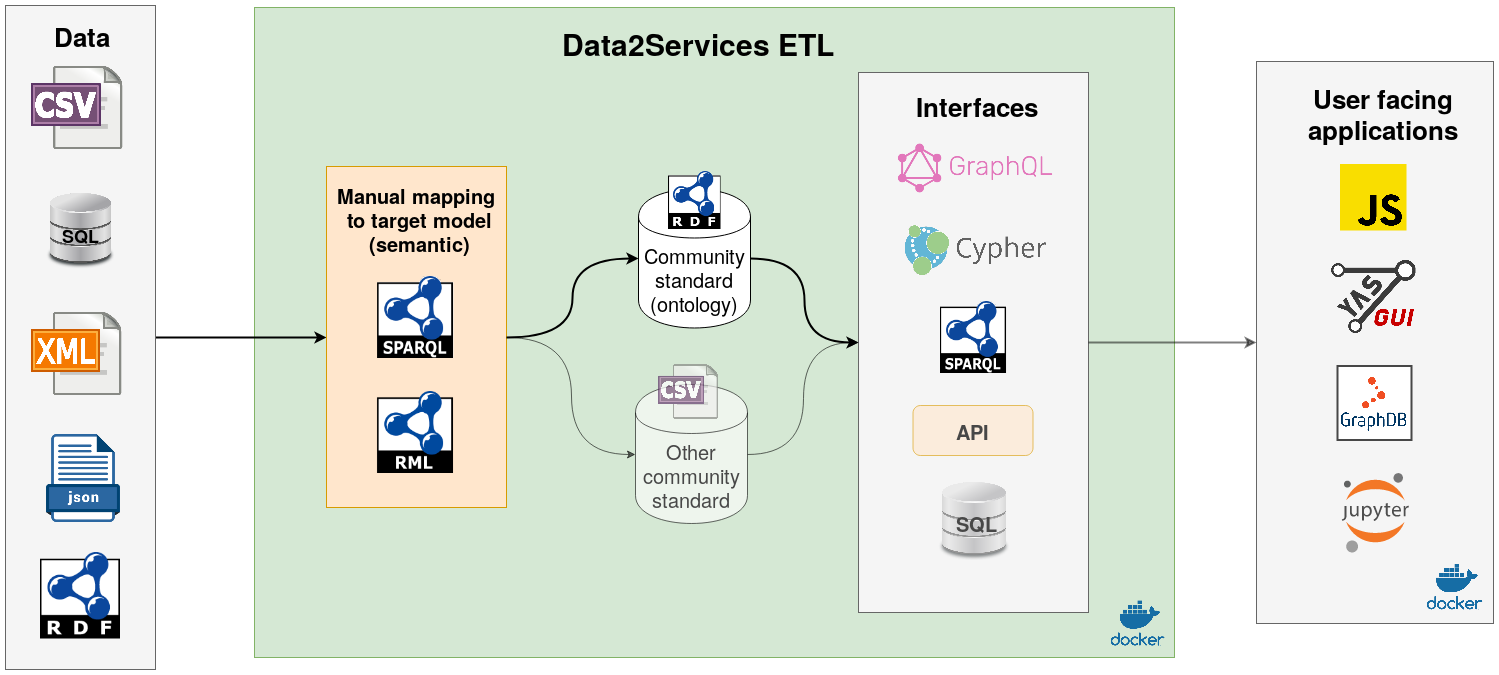 Data
CSV
SQL
XML
json
RDF
Data2Services ETL
Manual mapping
to target model
(semantic)
SPARQL
RML
RDF
Community
standard
(ontology)
CSV
Other
community
standard
Interfaces
GraphQL
Cypher
SPARQL
API
SQL
docker
User facing
applications
JS
YAS
GUI
GraphDB
jupyter
docker